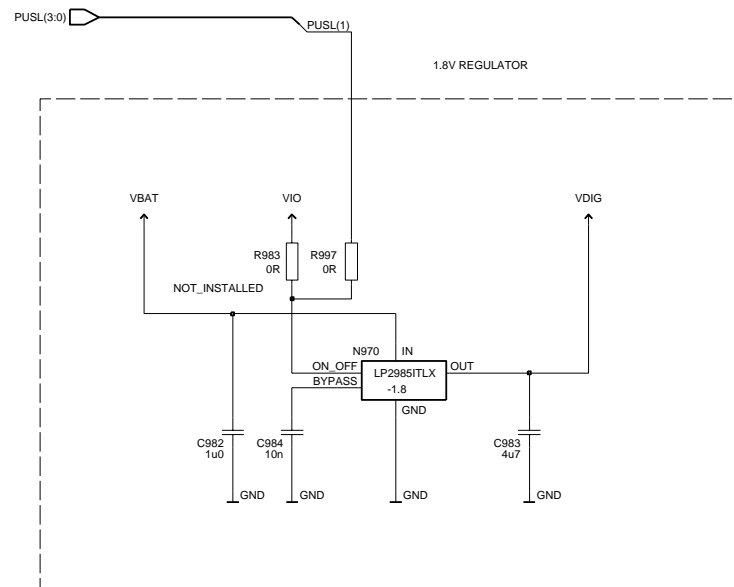 PUSL(3:0)
PUSL(1)
1.8V REGULATOR
VBAT
VIO
VDIG
R983
0R
R997
0R
NOT_INSTALLED
N970
IN
ON_OFF
BYPASS
LP2985ITLX
-1.8
OUT
GND
C982
1u0
C984
10n
C983
4u7
GND
GND
GND
GND